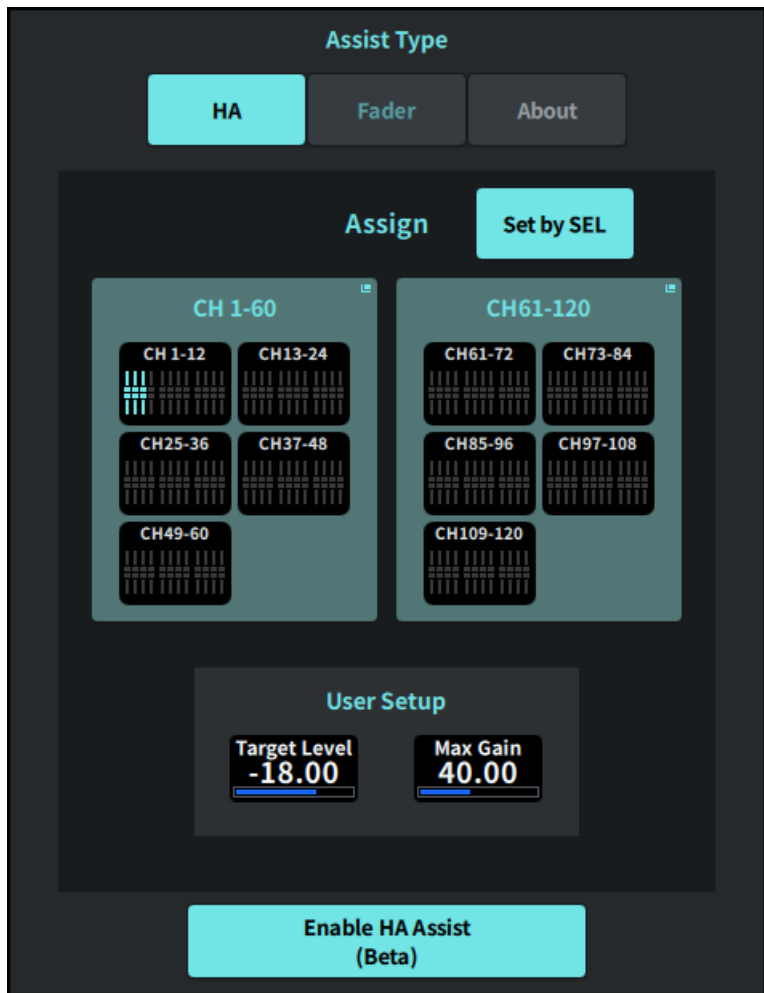 Assist Type
HA Fader About
Assign Set by SEL
CH 1-60 CH61-120
CH 1-12 CH13-24 CH61-72 CH73-84
CH25-36 CH37-48 CH85-96 CH97-108
CH49-60 CH109-120
User Setup
Target Level Max Gain
-18.00 40.00
Enable HA Assist
(Beta)